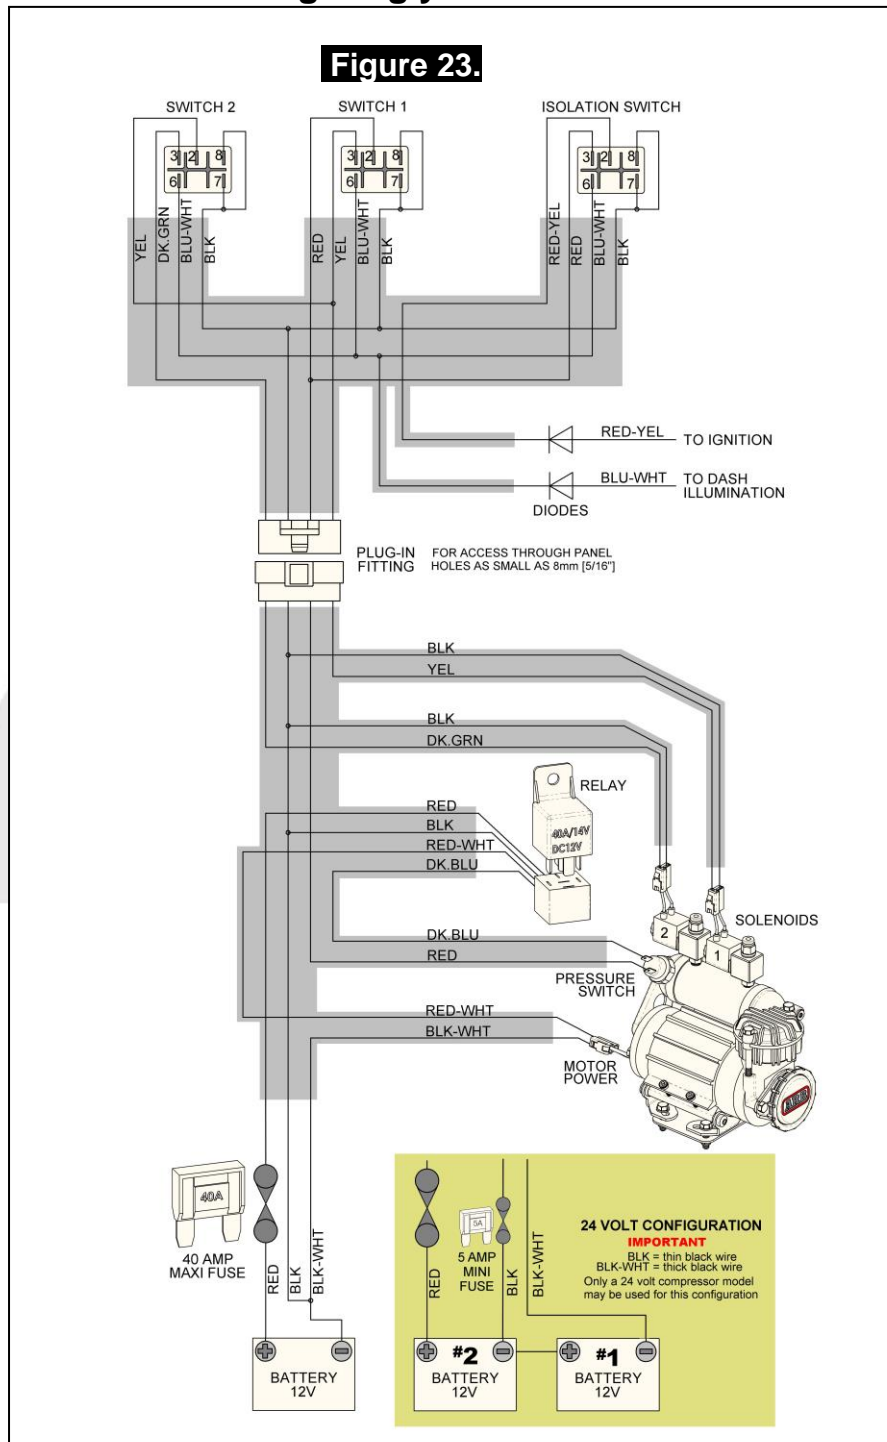 Figure 23.
SWITCH 2
SWITCH 1
ISOLATION SWITCH
3 2 8
6 7
3 2 8
6 7
3 2 8
6 7
YEL
DK.GRN
BLU-WHT
BLK
RED
YEL
BLU-WHT
BLK
RED-YEL
RED
BLU-WHT
BLK
RED-YEL
TO IGNITION
BLU-WHT
TO DASH
ILLUMINATION
DIODES
PLUG-IN
FITTING
FOR ACCESS THROUGH PANEL
HOLES AS SMALL AS 8mm [5/16"]
BLK
YEL
BLK
DK.GRN
RELAY
40A/14V
DC12V
RED
BLK
RED-WHT
DK.BLU
SOLENOIDS
2
1
DK.BLU
RED
PRESSURE
SWITCH
RED-WHT
BLK-WHT
MOTOR
POWER
40A
40 AMP
MAXI FUSE
RED
BLK
BLK-WHT
BATTERY
12V
RED
5A
5 AMP
MINI
FUSE
BLK
BLK-WHT
24 VOLT CONFIGURATION
IMPORTANT
BLK = thin black wire
BLK-WHT = thick black wire
Only a 24 volt compressor model
may be used for this configuration
#2
BATTERY
12V
#1
BATTERY
12V